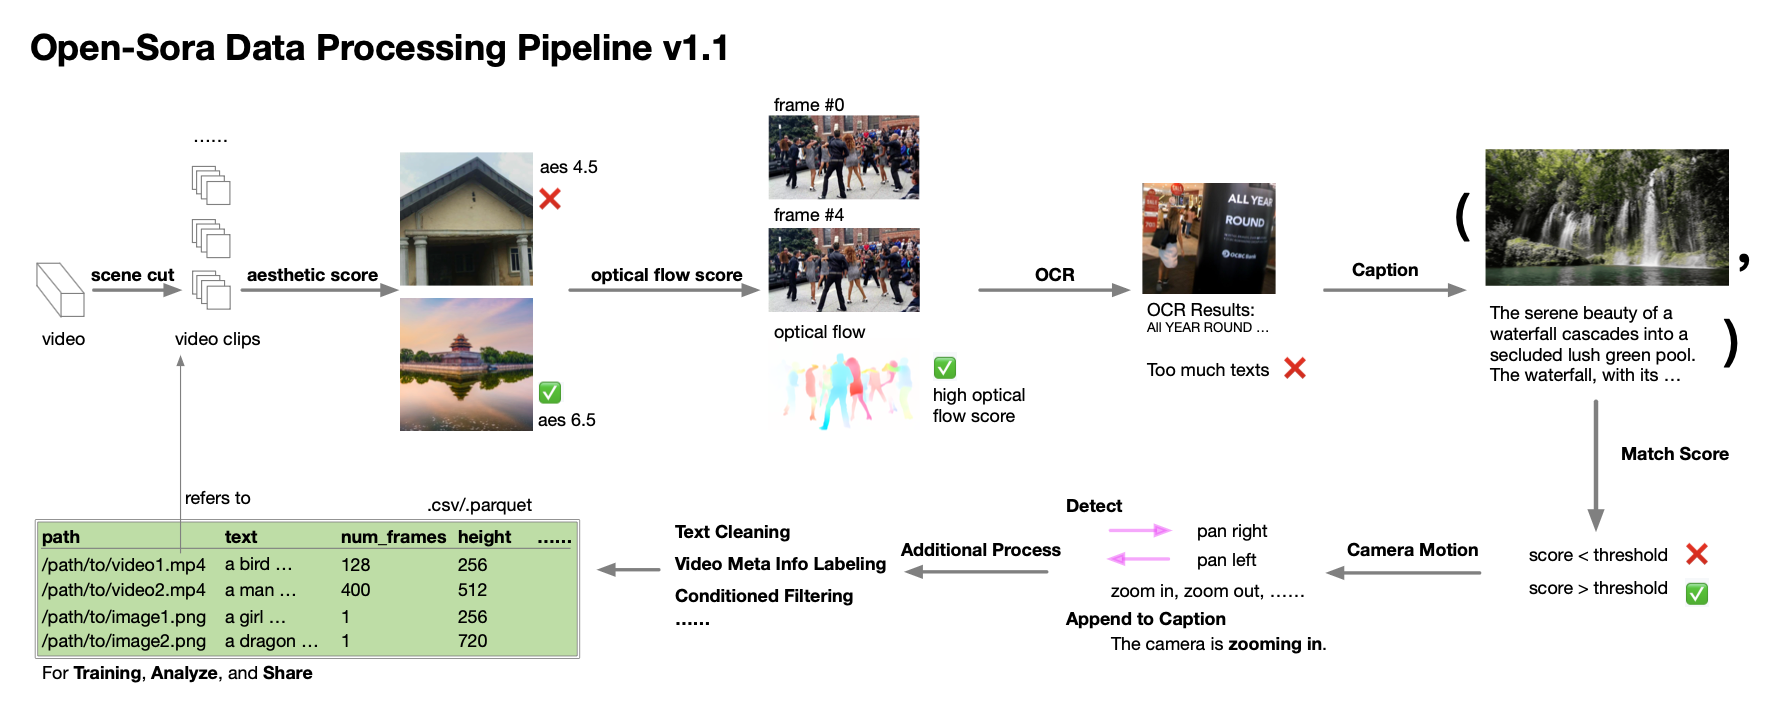 Open-Sora Data Processing Pipeline v1.1
......
scene cut
video
video clips
aesthetic score
aes 4.5
aes 6.5
optical flow score
frame #0
frame #4
optical flow
high optical
flow score
OCR
ALL YEAR
ROUND
OCBC Bank
OCR Results:
All YEAR ROUND ...
Too much texts
Caption
(
,
The serene beauty of a
waterfall cascades into a
secluded lush green pool.
The waterfall, with its ...
)
Match Score
score < threshold
score > threshold
Camera Motion
Detect
pan right
pan left
zoom in, zoom out, ......
Append to Caption
The camera is zooming in.
Additional Process
Text Cleaning
Video Meta Info Labeling
Conditioned Filtering
......
refers to
.csv/.parquet
path text num_frames height ......
/path/to/video1.mp4 a bird ... 128 256
/path/to/video2.mp4 a man ... 400 512
/path/to/image1.png a girl ... 1 256
/path/to/image2.png a dragon ... 1 720
For Training, Analyze, and Share